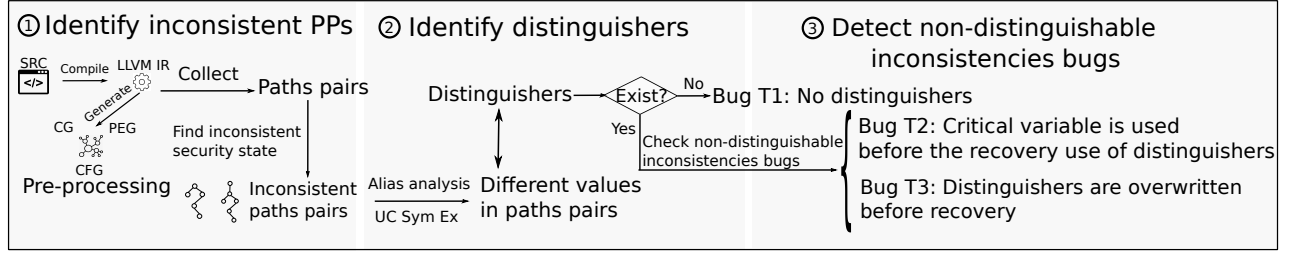 ① Identify inconsistent PPs
SRC
</>
Compile
LLVM IR
Collect
Paths pairs
Generate
CG
PEG
CFG
Pre-processing
Find inconsistent
security state
Inconsistent
paths pairs
② Identify distinguishers
Distinguishers
Exist?
No
Yes
Alias analysis
UC Sym Ex
Different values
in paths pairs
③ Detect non-distinguishable
inconsistencies bugs
Bug T1: No distinguishers
Check non-distinguishable
inconsistencies bugs
Bug T2: Critical variable is used
before the recovery use of distinguishers
Bug T3: Distinguishers are overwritten
before recovery